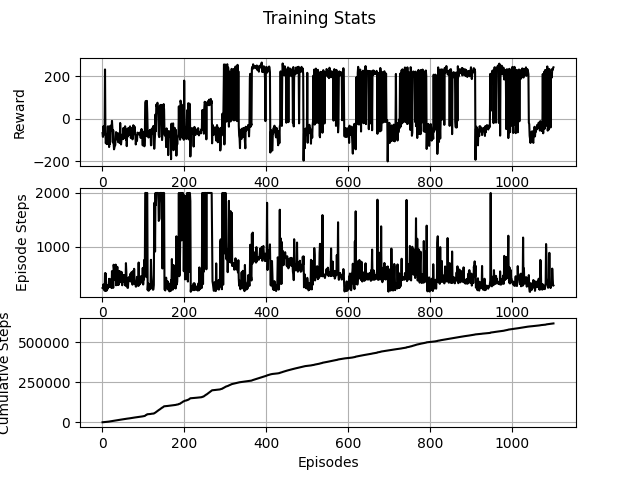 Training Stats
200
0
−200
Reward
0 200 400 600 800 1000
2000
1000
Episode Steps
0 200 400 600 800 1000
500000
250000
0
Cumulative Steps
0 200 400 600 800 1000
Episodes